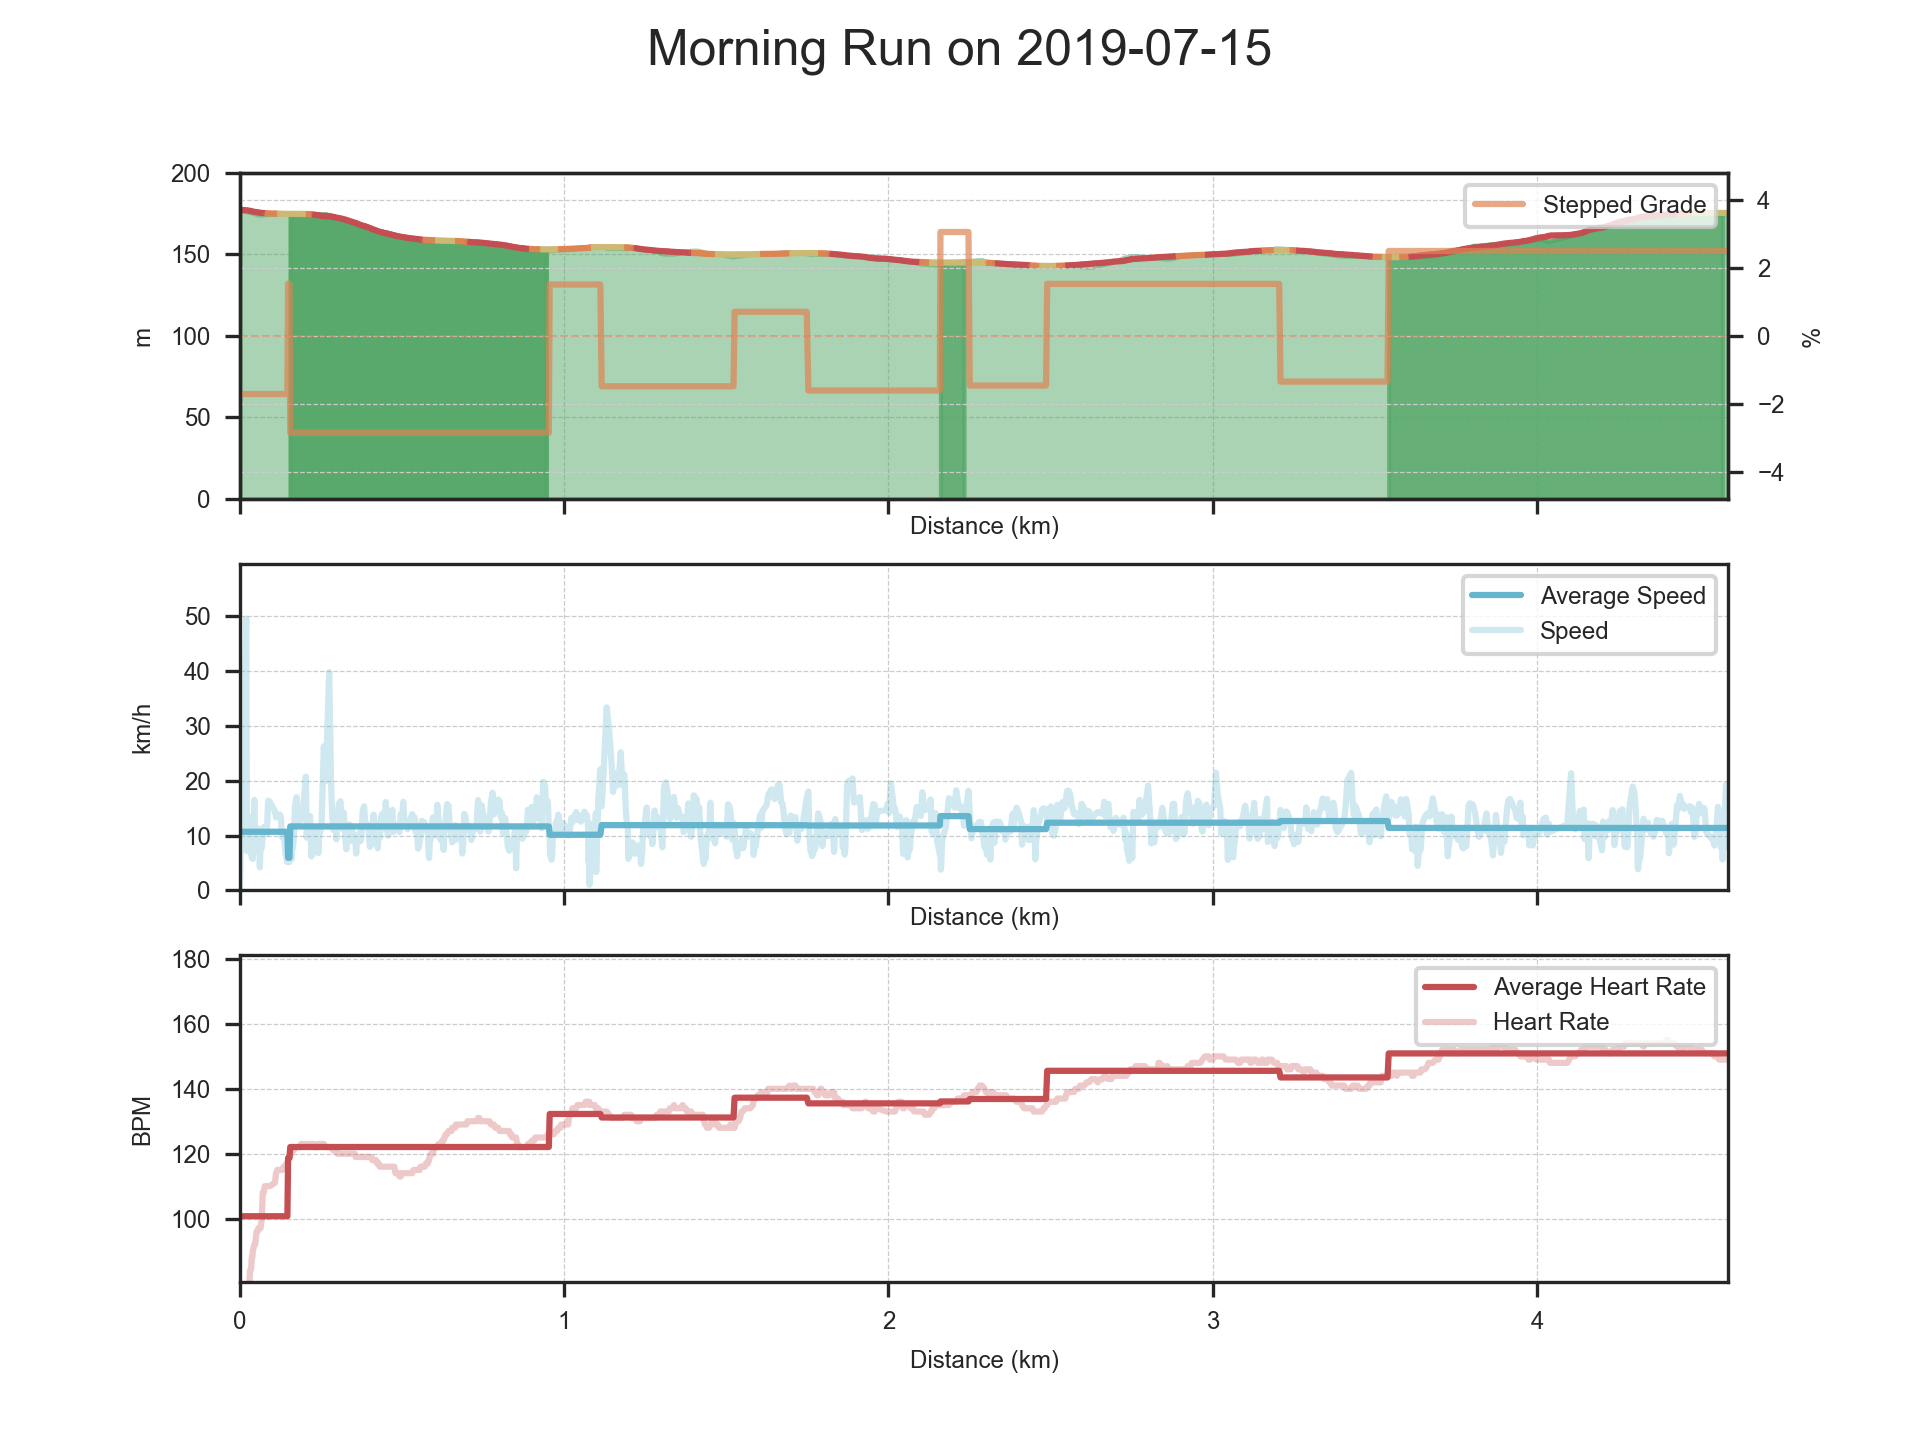 Morning Run on 2019-07-15
200
150
100
50
0
m
4
2
0
−2
−4
%
Stepped Grade
Distance (km)
50
40
30
20
10
0
km/h
Average Speed
Speed
Distance (km)
180
160
140
120
100
BPM
Average Heart Rate
Heart Rate
0 1 2 3 4
Distance (km)